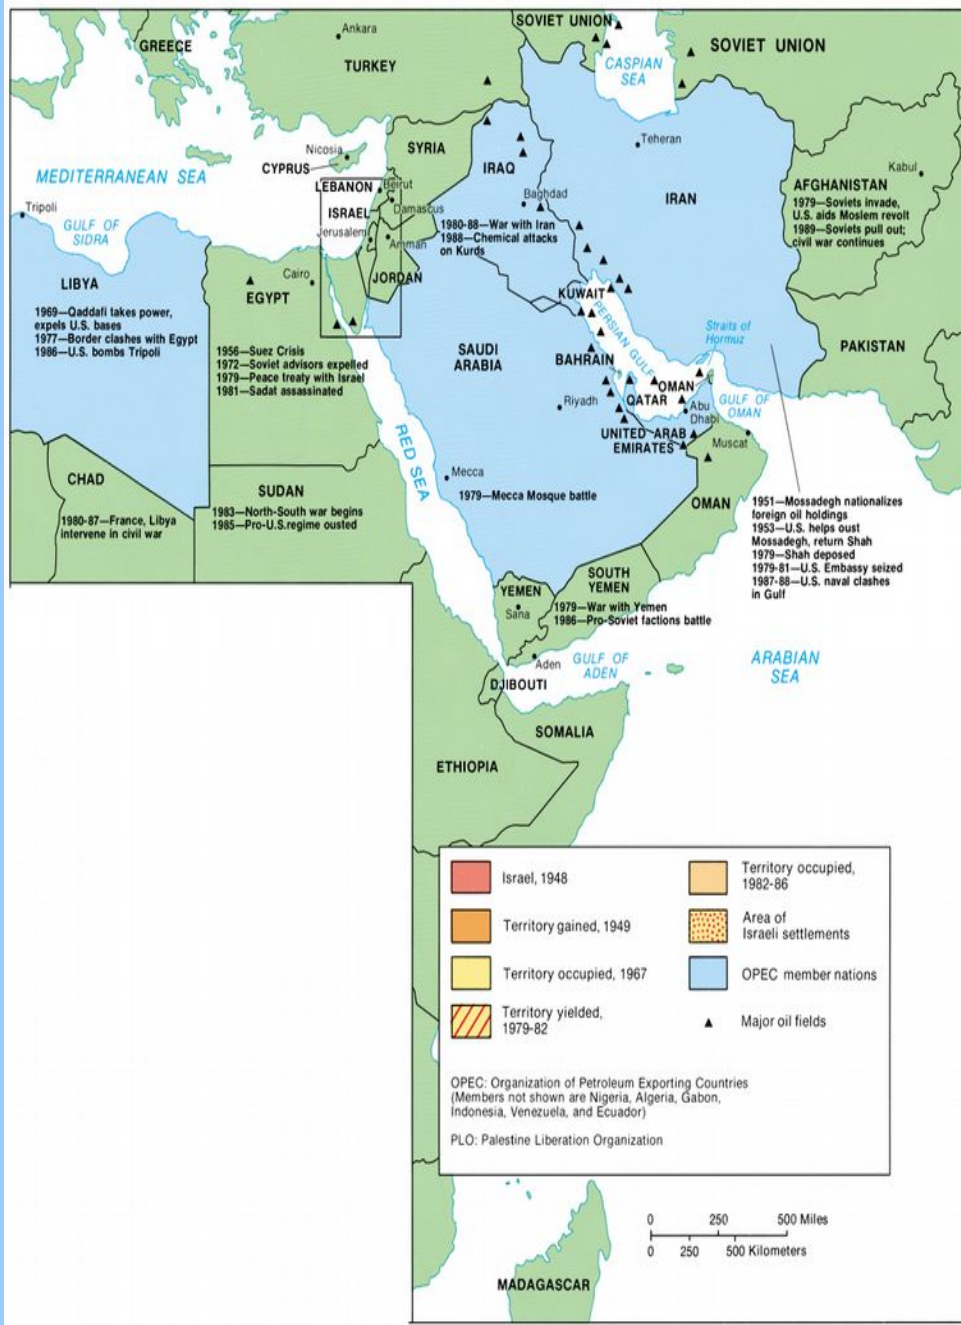 GREECE
Ankara
TURKEY
SOVIET UNION
CASPIAN
SEA
SOVIET UNION
Nicosia
CYPRUS
SYRIA
MEDITERRANEAN SEA
Tripoli
GULF OF
SIDRA
LEBANON
Beirut
ISRAEL
Damascus
Jerusalem
Amman
JORDAN
IRAQ
Baghdad
1980-88—War with Iran
1988—Chemical attacks
on Kurds
Teheran
IRAN
Kabul
AFGHANISTAN
1979—Soviets invade,
U.S. aids Moslem revolt
1989—Soviets pull out;
civil war continues
LIBYA
1969—Qaddafi takes power,
expels U.S. bases
1977—Border clashes with Egypt
1986—U.S. bombs Tripoli
Cairo
EGYPT
1956—Suez Crisis
1972—Soviet advisors expelled
1979—Peace treaty with Israel
1981—Sadat assassinated
KUWAIT
PERSIAN GULF
SAUDI
ARABIA
BAHRAIN
Riyadh
QATAR
OMAN
Straits of
Hormuz
Abu
Dhabi
GULF OF
OMAN
UNITED ARAB
EMIRATES
Muscat
PAKISTAN
RED SEA
Mecca
1979—Mecca Mosque battle
OMAN
CHAD
1980-87—France, Libya
intervene in civil war
SUDAN
1983—North-South war begins
1985—Pro-U.S.regime ousted
1951—Mossadegh nationalizes
foreign oil holdings
1953—U.S. helps oust
Mossadegh, return Shah
1979—Shah deposed
1979-81—U.S. Embassy seized
1987-88—U.S. naval clashes
in Gulf
YEMEN
Sana
SOUTH
YEMEN
1979—War with Yemen
1986—Pro-Soviet factions battle
Aden
GULF OF
ADEN
ARABIAN
SEA
DJIBOUTI
SOMALIA
ETHIOPIA
Israel, 1948
Territory gained, 1949
Territory occupied, 1967
Territory yielded,
1979-82
Territory occupied,
1982-86
Area of
Israeli settlements
OPEC member nations
Major oil fields
OPEC: Organization of Petroleum Exporting Countries
(Members not shown are Nigeria, Algeria, Gabon,
Indonesia, Venezuela, and Ecuador)
PLO: Palestine Liberation Organization
0 250 500 Miles
0 250 500 Kilometers
MADAGASCAR